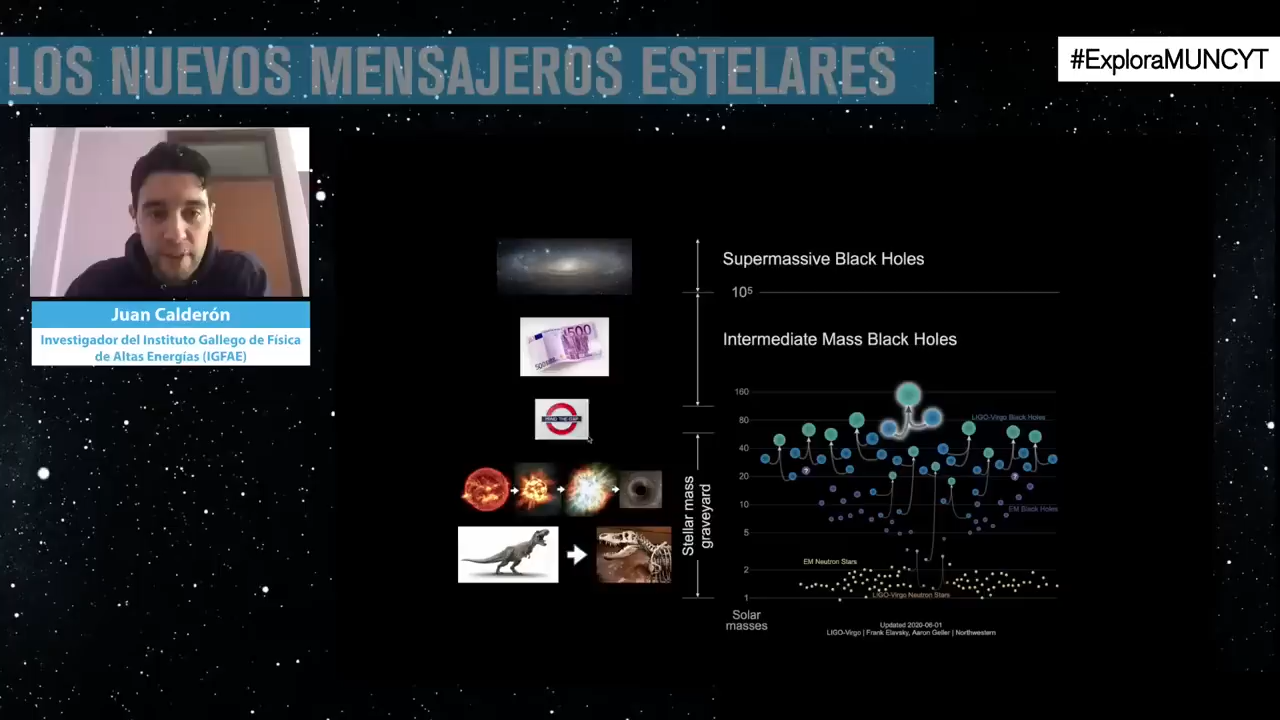 LOS NUEVOS MENSAJEROS ESTELARES
#ExploraMUNCYT
Juan Calderón
Investigador del Instituto Gallego de Física
de Altas Energías (IGFAE)
Supermassive Black Holes
10⁵
Intermediate Mass Black Holes
500
MIND THE GAP
160
80
40
20
10
5
2
1
LIGO-Virgo Black Holes
EM Black Holes
EM Neutron Stars
LIGO-Virgo Neutron Stars
?
?
Stellar mass
graveyard
Solar
masses
Updated 2020-06-01
LIGO-Virgo | Frank Elavsky, Aaron Geller | Northwestern